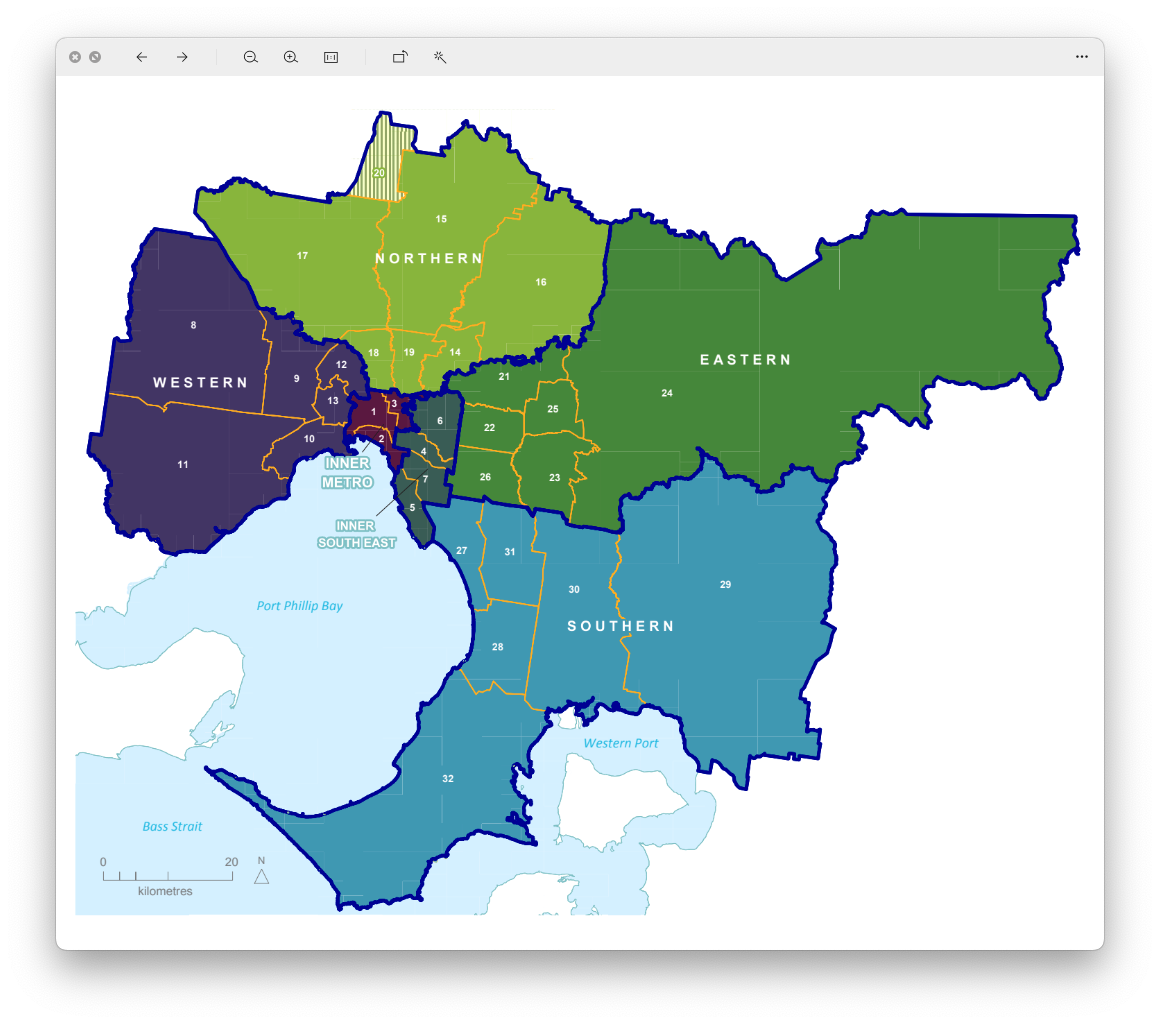 20
15
17
NORTHERN
16
8
18
19
14
12
21
EASTERN
WESTERN
9
24
13
3
25
1
6
22
10
2
4
11
INNER
METRO
7
26
23
5
INNER
SOUTH EAST
27
31
29
30
Port Phillip Bay
SOUTHERN
28
Western Port
32
Bass Strait
0 20 N
kilometres